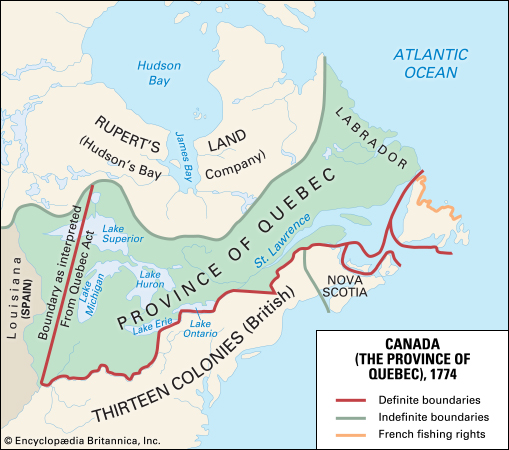 Hudson
Bay
ATLANTIC
OCEAN
RUPERT'S
LAND
(Hudson's Bay
Company)
James Bay
LABRADOR
PROVINCE OF QUEBEC
St. Lawrence
Lake
Superior
Lake
Michigan
Lake
Huron
Lake Erie
Lake
Ontario
Boundary as interpreted
From Quebec Act
Louisiana
(SPAIN)
NOVA
SCOTIA
THIRTEEN COLONIES (British)
CANADA
(THE PROVINCE OF
QUEBEC), 1774
Definite boundaries
Indefinite boundaries
French fishing rights
© Encyclopædia Britannica, Inc.